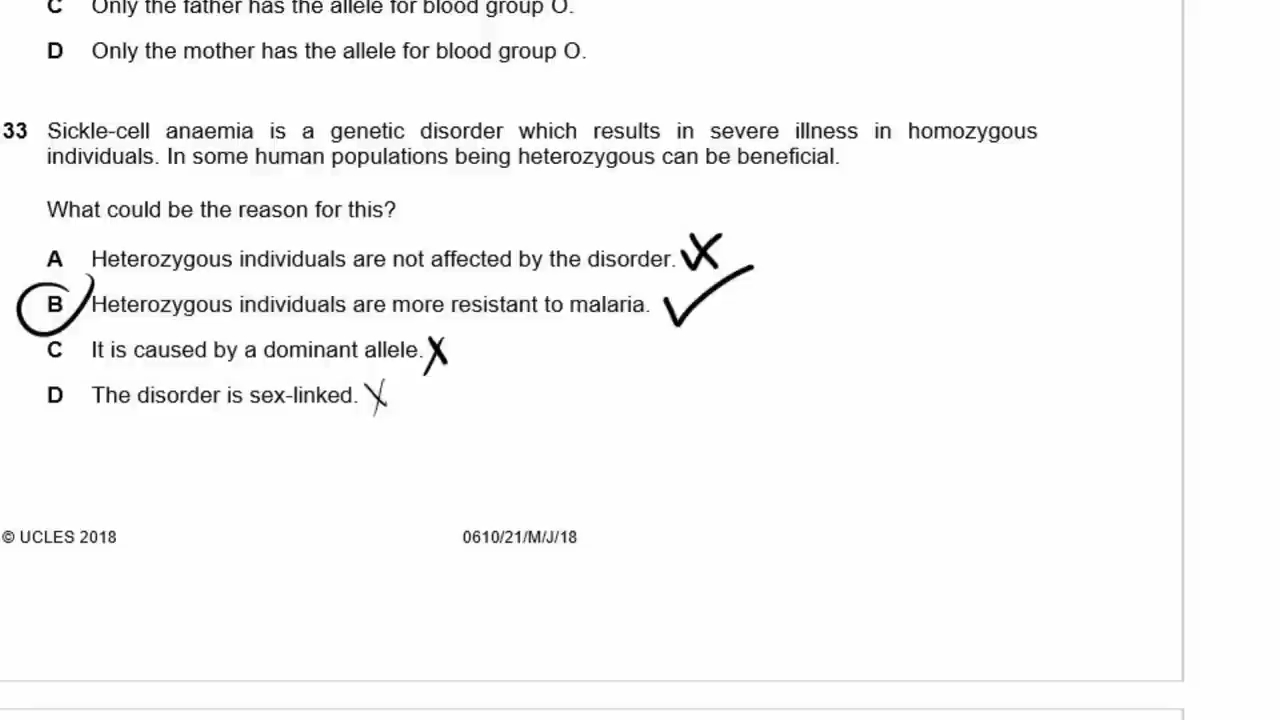 C Only the father has the allele for blood group O.
D Only the mother has the allele for blood group O.
33 Sickle-cell anaemia is a genetic disorder which results in severe illness in homozygous
individuals. In some human populations being heterozygous can be beneficial.
What could be the reason for this?
A Heterozygous individuals are not affected by the disorder.
B Heterozygous individuals are more resistant to malaria.
C It is caused by a dominant allele.
D The disorder is sex-linked.
© UCLES 2018 0610/21/M/J/18